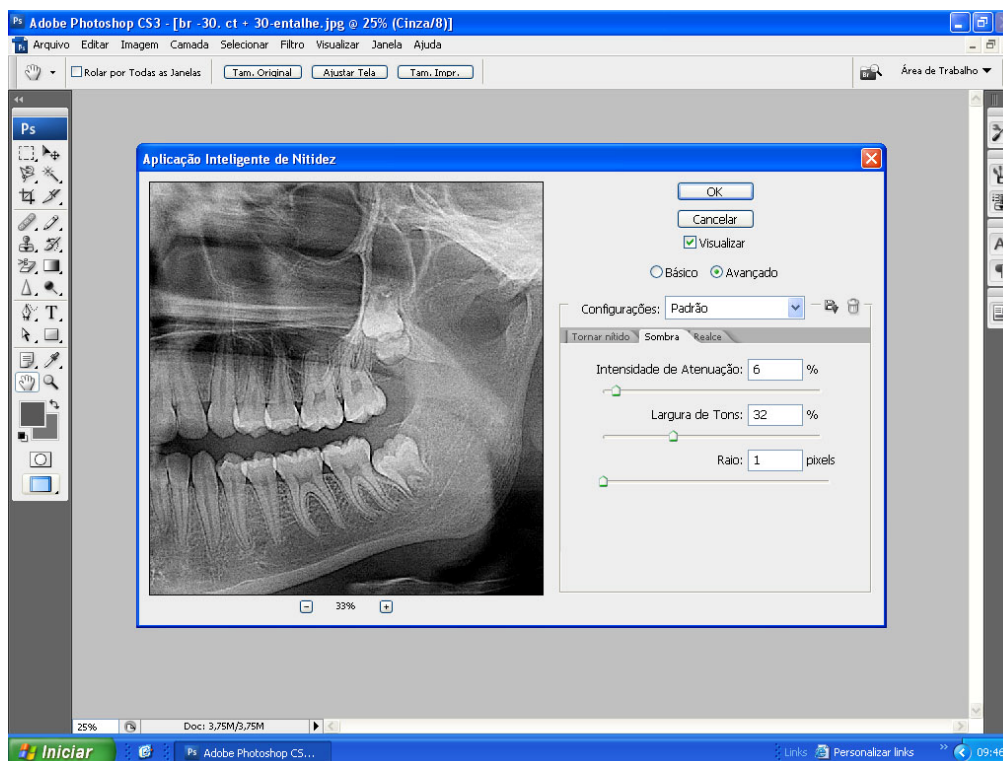 Adobe Photoshop CS3 - [br -30. ct + 30-entalhe.jpg @ 25% (Cinza/8)]
Arquivo Editar Imagem Camada Selecionar Filtro Visualizar Janela Ajuda
Rolar por Todas as Janelas Tam. Original Ajustar Tela Tam. Impr. Área de Trabalho
Ps
Aplicação Inteligente de Nitidez
OK
Cancelar
Visualizar
Básico Avançado
Configurações: Padrão
Tornar nítido Sombra Realce
Intensidade de Atenuação: 6 %
Largura de Tons: 32 %
Raio: 1 pixels
33%
25% Doc: 3,75M/3,75M
Iniciar Adobe Photoshop CS... Links Personalizar links 09:46